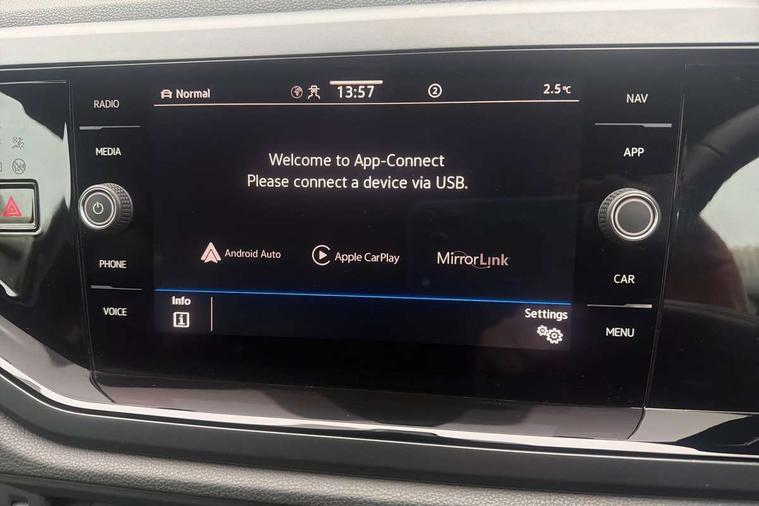 RADIO
MEDIA
PHONE
VOICE
Normal
13:57
2
2.5°C
Welcome to App-Connect
Please connect a device via USB.
Android Auto
Apple CarPlay
MirrorLink
Info
i
Settings
NAV
APP
CAR
MENU